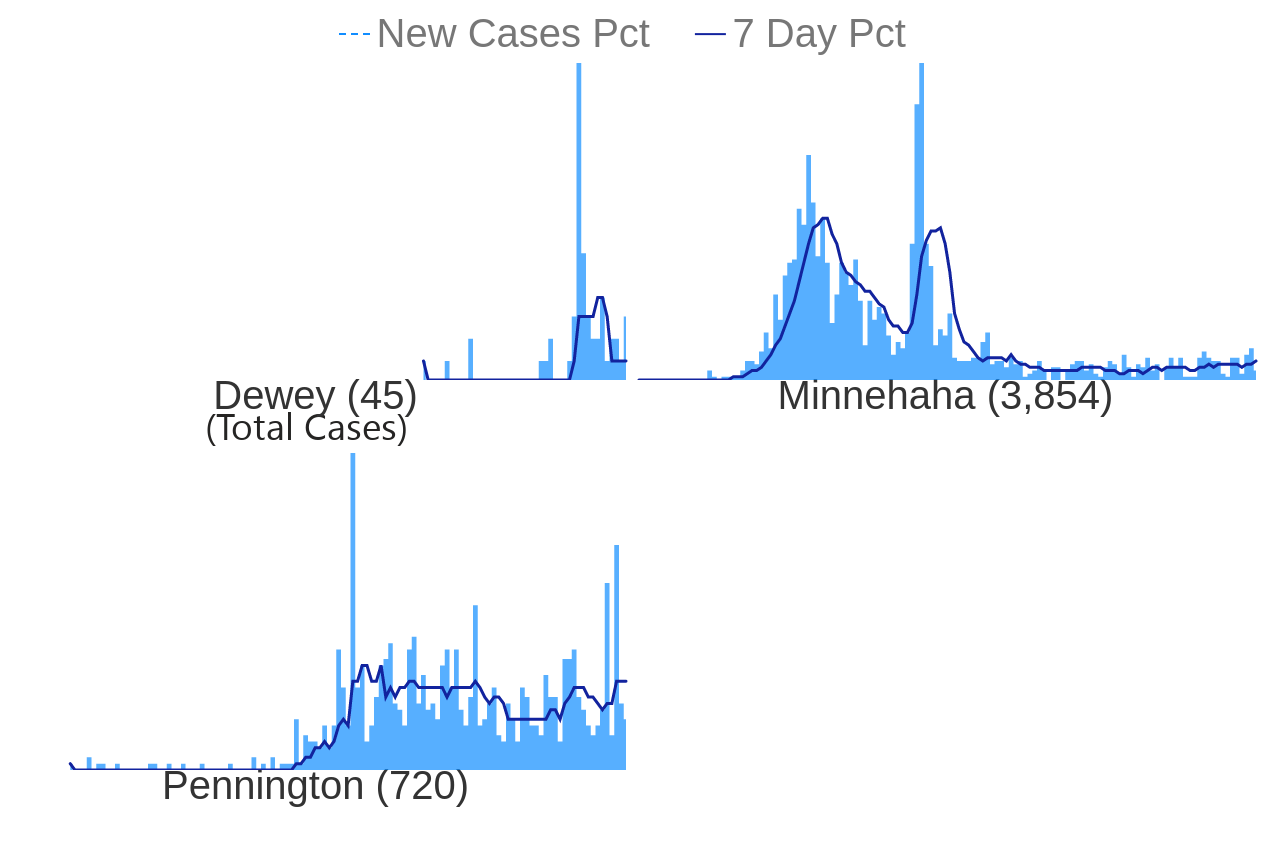 New Cases Pct 7 Day Pct
Dewey (45)
(Total Cases)
Minnehaha (3,854)
Pennington (720)